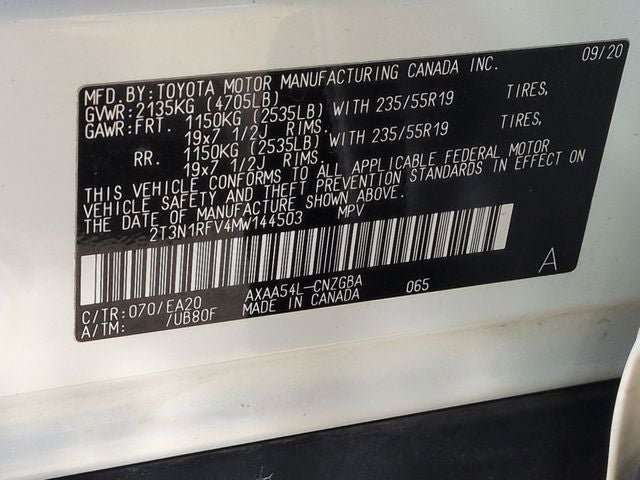 09/20
MFD.BY:TOYOTA MOTOR MANUFACTURING CANADA INC.
GVWR:2135KG (4705LB)
GAWR:FRT. 1150KG (2535LB) WITH 235/55R19 TIRES,
19x7 1/2J RIMS.
RR. 1150KG (2535LB) WITH 235/55R19 TIRES,
19x7 1/2J RIMS.
THIS VEHICLE CONFORMS TO ALL APPLICABLE FEDERAL MOTOR
VEHICLE SAFETY AND THEFT PREVENTION STANDARDS IN EFFECT ON
THE DATE OF MANUFACTURE SHOWN ABOVE.
2T3N1RFV4MW144503 MPV
A
C/TR:070/EA20 AXAA54L-CNZGBA 065
A/TM: /UB80F MADE IN CANADA